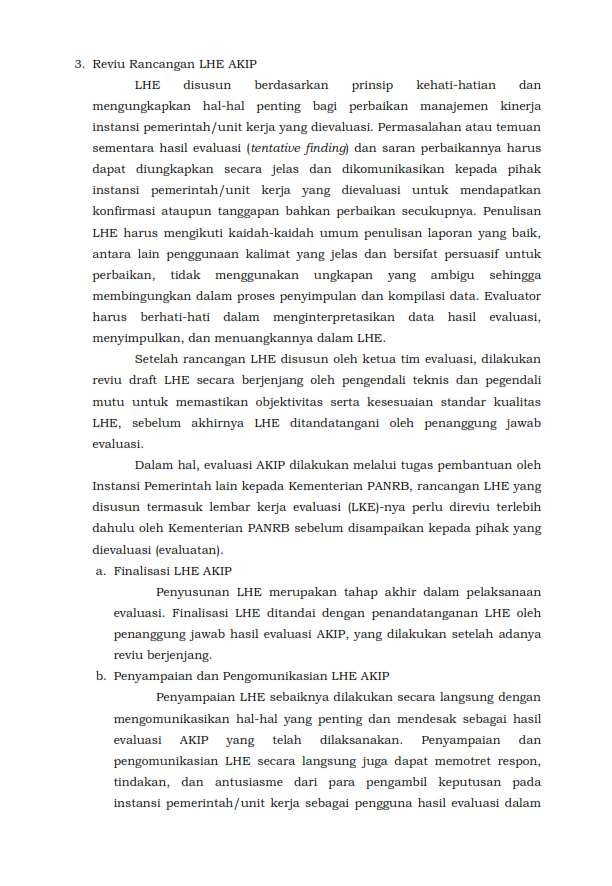 3. Reviu Rancangan LHE AKIP
LHE disusun berdasarkan prinsip kehati-hatian dan
mengungkapkan hal-hal penting bagi perbaikan manajemen kinerja
instansi pemerintah/unit kerja yang dievaluasi. Permasalahan atau temuan
sementara hasil evaluasi (tentative finding) dan saran perbaikannya harus
dapat diungkapkan secara jelas dan dikomunikasikan kepada pihak
instansi pemerintah/unit kerja yang dievaluasi untuk mendapatkan
konfirmasi ataupun tanggapan bahkan perbaikan secukupnya. Penulisan
LHE harus mengikuti kaidah-kaidah umum penulisan laporan yang baik,
antara lain penggunaan kalimat yang jelas dan bersifat persuasif untuk
perbaikan, tidak menggunakan ungkapan yang ambigu sehingga
membingungkan dalam proses penyimpulan dan kompilasi data. Evaluator
harus berhati-hati dalam menginterpretasikan data hasil evaluasi,
menyimpulkan, dan menuangkannya dalam LHE.
Setelah rancangan LHE disusun oleh ketua tim evaluasi, dilakukan
reviu draft LHE secara berjenjang oleh pengendali teknis dan pegendali
mutu untuk memastikan objektivitas serta kesesuaian standar kualitas
LHE, sebelum akhirnya LHE ditandatangani oleh penanggung jawab
evaluasi.
Dalam hal, evaluasi AKIP dilakukan melalui tugas pembantuan oleh
Instansi Pemerintah lain kepada Kementerian PANRB, rancangan LHE yang
disusun termasuk lembar kerja evaluasi (LKE)-nya perlu direviu terlebih
dahulu oleh Kementerian PANRB sebelum disampaikan kepada pihak yang
dievaluasi (evaluatan).
a. Finalisasi LHE AKIP
Penyusunan LHE merupakan tahap akhir dalam pelaksanaan
evaluasi. Finalisasi LHE ditandai dengan penandatanganan LHE oleh
penanggung jawab hasil evaluasi AKIP, yang dilakukan setelah adanya
reviu berjenjang.
b. Penyampaian dan Pengomunikasian LHE AKIP
Penyampaian LHE sebaiknya dilakukan secara langsung dengan
mengomunikasikan hal-hal yang penting dan mendesak sebagai hasil
evaluasi AKIP yang telah dilaksanakan. Penyampaian dan
pengomunikasian LHE secara langsung juga dapat memotret respon,
tindakan, dan antusiasme dari para pengambil keputusan pada
instansi pemerintah/unit kerja sebagai pengguna hasil evaluasi dalam